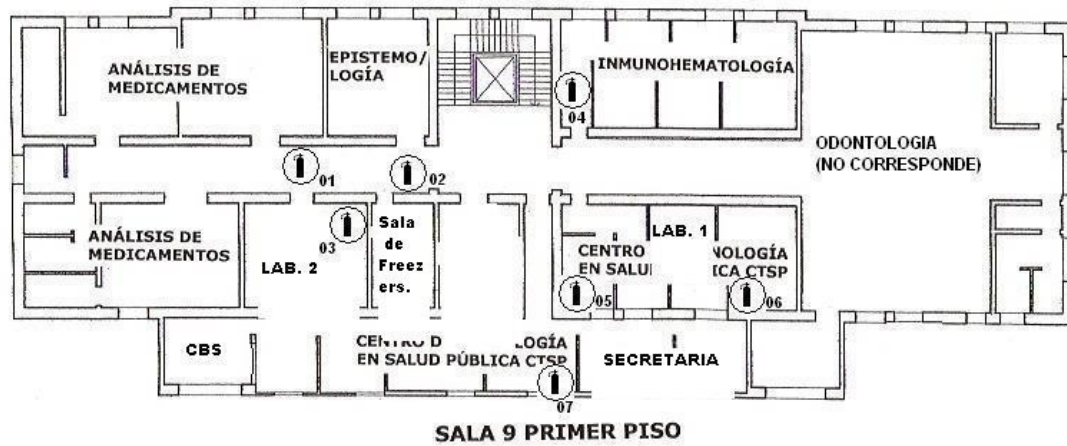 ANÁLISIS DE
MEDICAMENTOS
EPISTEMO/
LOGÍA
INMUNOHEMATOLOGÍA
04
ODONTOLOGIA
(NO CORRESPONDE)
01
02
03
ANÁLISIS DE
MEDICAMENTOS
LAB. 2
Sala
de
Freez
ers.
LAB. 1
CENTRO NOLOGÍA
EN SALU ICA CTSP
05
06
CBS
CENTRO D LOGÍA
EN SALUD PÚBLICA CTSP
SECRETARIA
07
SALA 9 PRIMER PISO